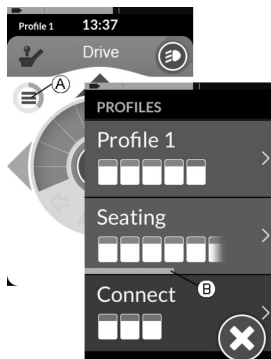 Profile 1 13:37
Drive
A
PROFILES
Profile 1
Seating
B
Connect